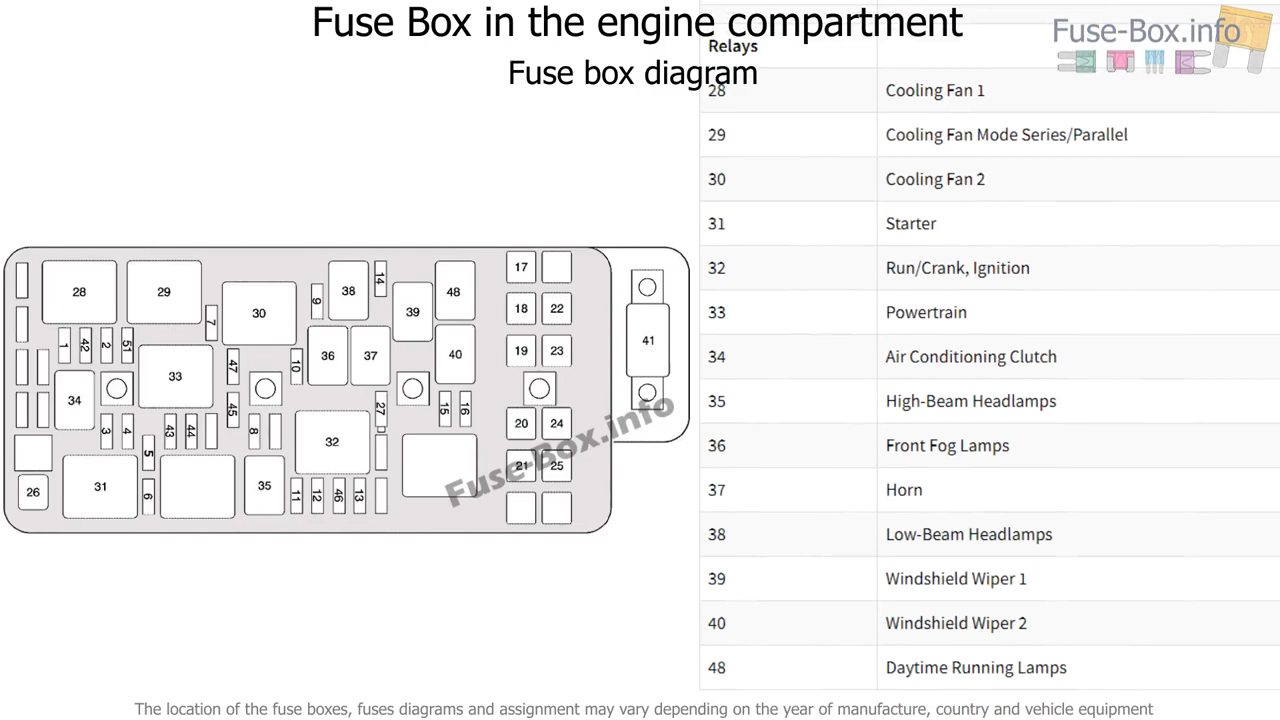 Fuse Box in the engine compartment
Fuse box diagram
Fuse-Box.info
Relays
28 Cooling Fan 1
29 Cooling Fan Mode Series/Parallel
30 Cooling Fan 2
31 Starter
32 Run/Crank, Ignition
33 Powertrain
34 Air Conditioning Clutch
35 High-Beam Headlamps
36 Front Fog Lamps
37 Horn
38 Low-Beam Headlamps
39 Windshield Wiper 1
40 Windshield Wiper 2
48 Daytime Running Lamps
28 29 7 30 9 38 14 39 48 17
18 22
1 42 2 51 33 47 10 36 37 40 19 23 41
34 45 27 15 16
3 4 43 44 8 32 20 24
5 21 25
26 31 6 35 11 12 46 13
Fuse-Box.info
The location of the fuse boxes, fuses diagrams and assignment may vary depending on the year of manufacture, country and vehicle equipment